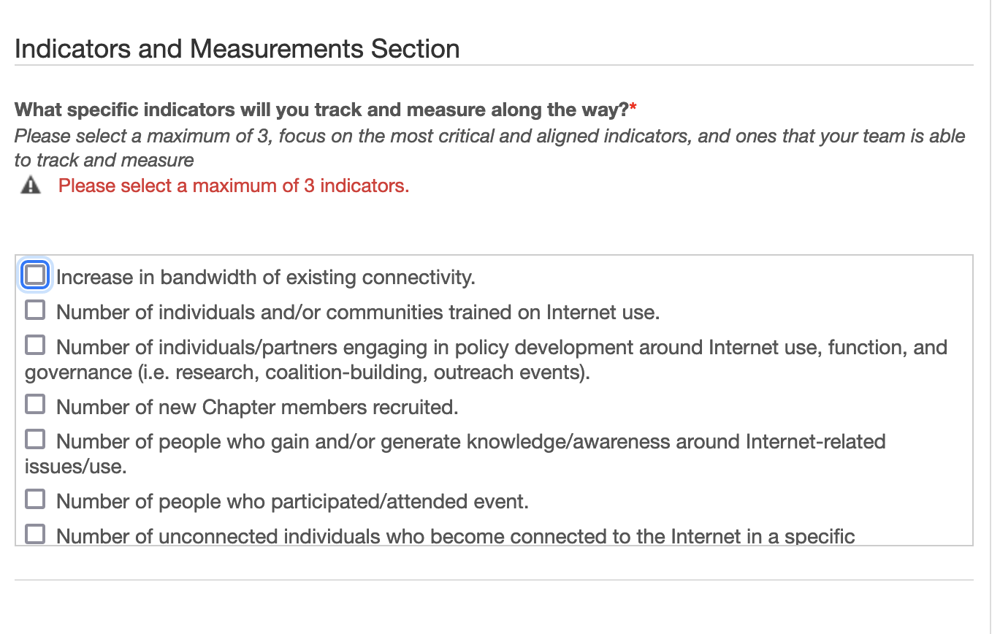 Indicators and Measurements Section
What specific indicators will you track and measure along the way?*
Please select a maximum of 3, focus on the most critical and aligned indicators, and ones that your team is able
to track and measure
Please select a maximum of 3 indicators.
Increase in bandwidth of existing connectivity.
Number of individuals and/or communities trained on Internet use.
Number of individuals/partners engaging in policy development around Internet use, function, and
governance (i.e. research, coalition-building, outreach events).
Number of new Chapter members recruited.
Number of people who gain and/or generate knowledge/awareness around Internet-related
issues/use.
Number of people who participated/attended event.
Number of unconnected individuals who become connected to the Internet in a specific